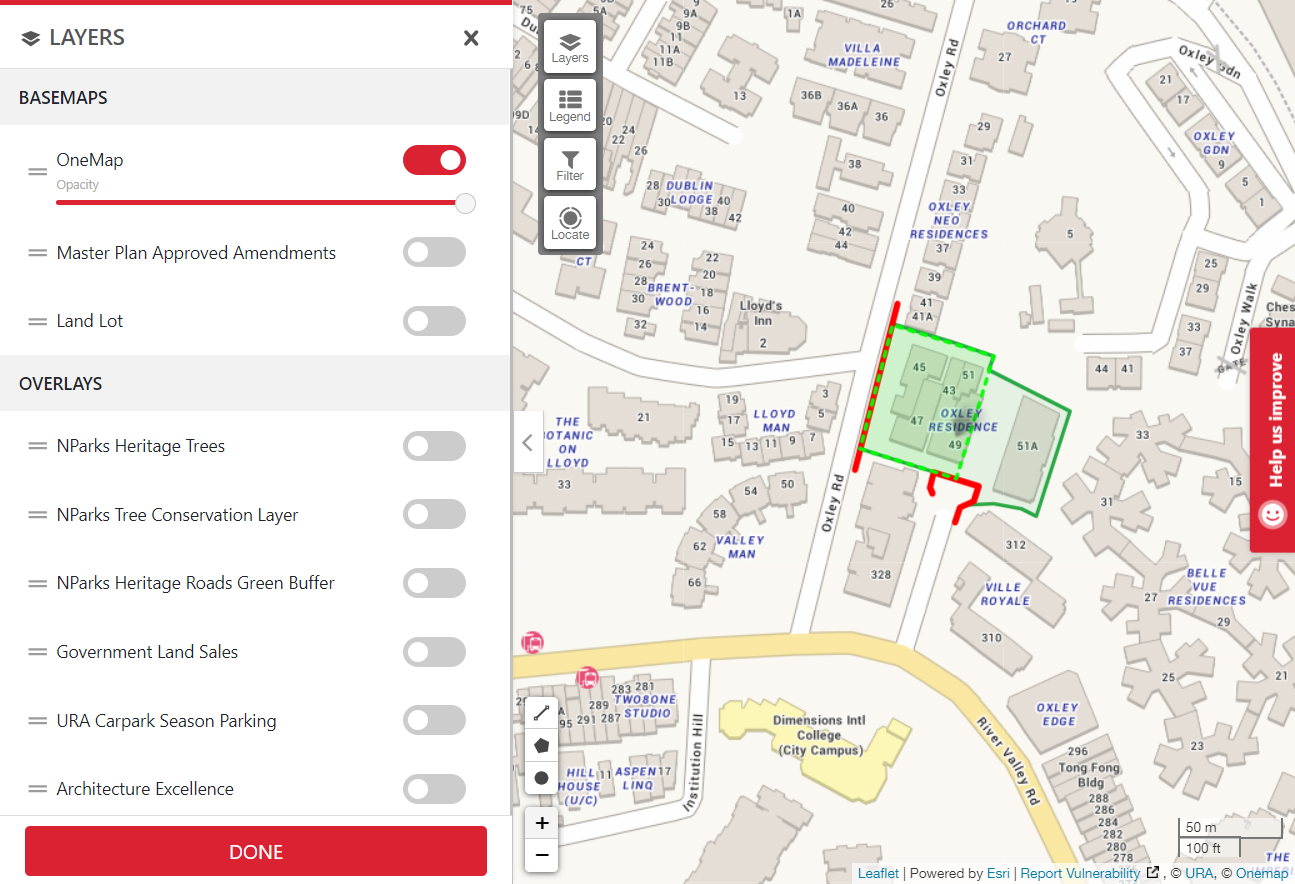 LAYERS
BASEMAPS
OneMap
Opacity
Master Plan Approved Amendments
Land Lot
OVERLAYS
NParks Heritage Trees
NParks Tree Conservation Layer
NParks Heritage Roads Green Buffer
Government Land Sales
URA Carpark Season Parking
Architecture Excellence
DONE
Layers
Legend
Filter
Locate
75
9A
9B
11
11A
11B
1A
26
VILLA
MADELEINE
Oxley Rd
ORCHARD
CT
27
Oxley Gdn
21
17
OXLEY
GDN
9
5
1
13
36B
36A
36
20
24
22
26
38
29
31
33
OXLEY
NEO
RESIDENCES
37
39
41
41A
28
DUBLIN
LODGE
30
40
38
42
40
42
44
5
CT
24
26
28
30
32
BRENT-
WOOD
22
20
18
16
14
Lloyd's
Inn
2
25
29
33
37
Oxley Walk
Ches
Syna
GATE
44
41
45
51
43
47
OXLEY
RESIDENCE
49
51A
THE
BOTANIC
ON
LLOYD
21
19
17
15
13
11
9
7
LLOYD
MAN
3
5
33
54
50
58
62
66
VALLEY
MAN
Oxley Rd
328
312
VILLE
ROYALE
310
33
31
15
27
BELLE
VUE
RESIDENCES
29
25
21
23
Help us improve
283
281
289
TWO8ONE
STUDIO
95
291
287
HILL
HOUSE
(U/C)
11
ASPEN
LINQ
17
Institution Hill
Dimensions Intl
College
(City Campus)
River Valley Rd
OXLEY
EDGE
296
Tong Fong
Bldg
288
286
284
282
280
278
+
−
50 m
100 ft
THE
Leaflet | Powered by Esri | Report Vulnerability , © URA, © Onemap